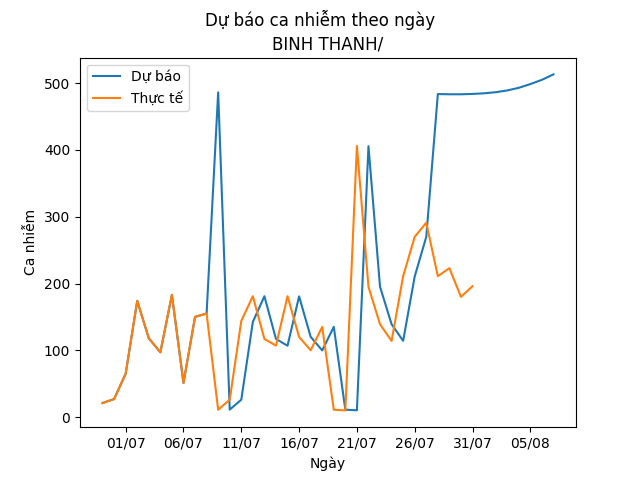 Dự báo ca nhiễm theo ngày
BINH THANH/
Dự báo
Thực tế
500
400
300
200
100
0
Ca nhiễm
01/07 06/07 11/07 16/07 21/07 26/07 31/07 05/08
Ngày